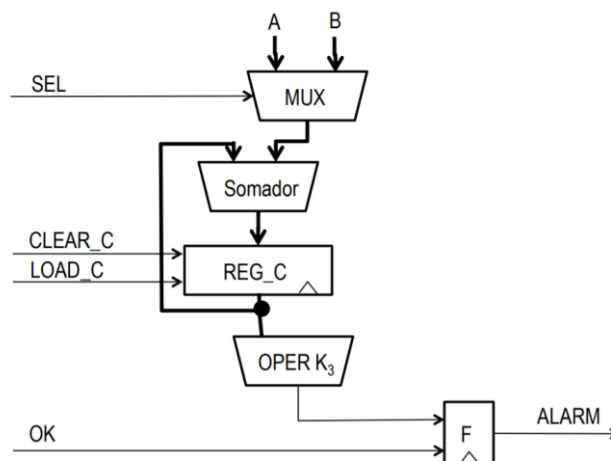 A B
SEL
MUX
Somador
CLEAR_C
LOAD_C
REG_C
OPER K₃
OK
F
ALARM